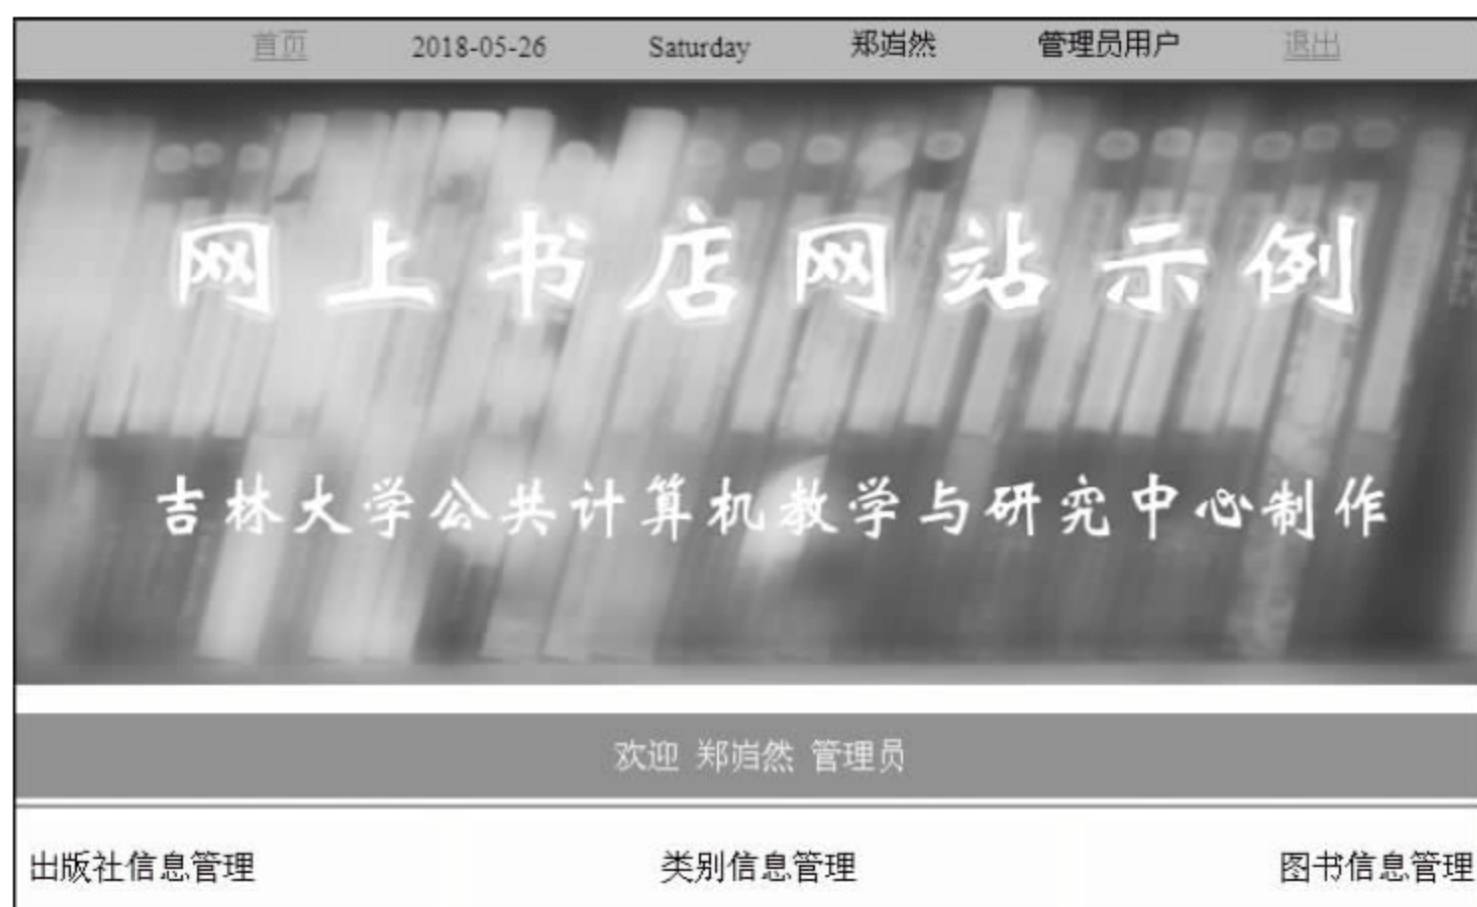 首页 2018-05-26 Saturday 郑岿然 管理员用户 退出
网上书店网站示例
吉林大学公共计算机教学与研究中心制作
欢迎 郑岿然 管理员
出版社信息管理 类别信息管理 图书信息管理